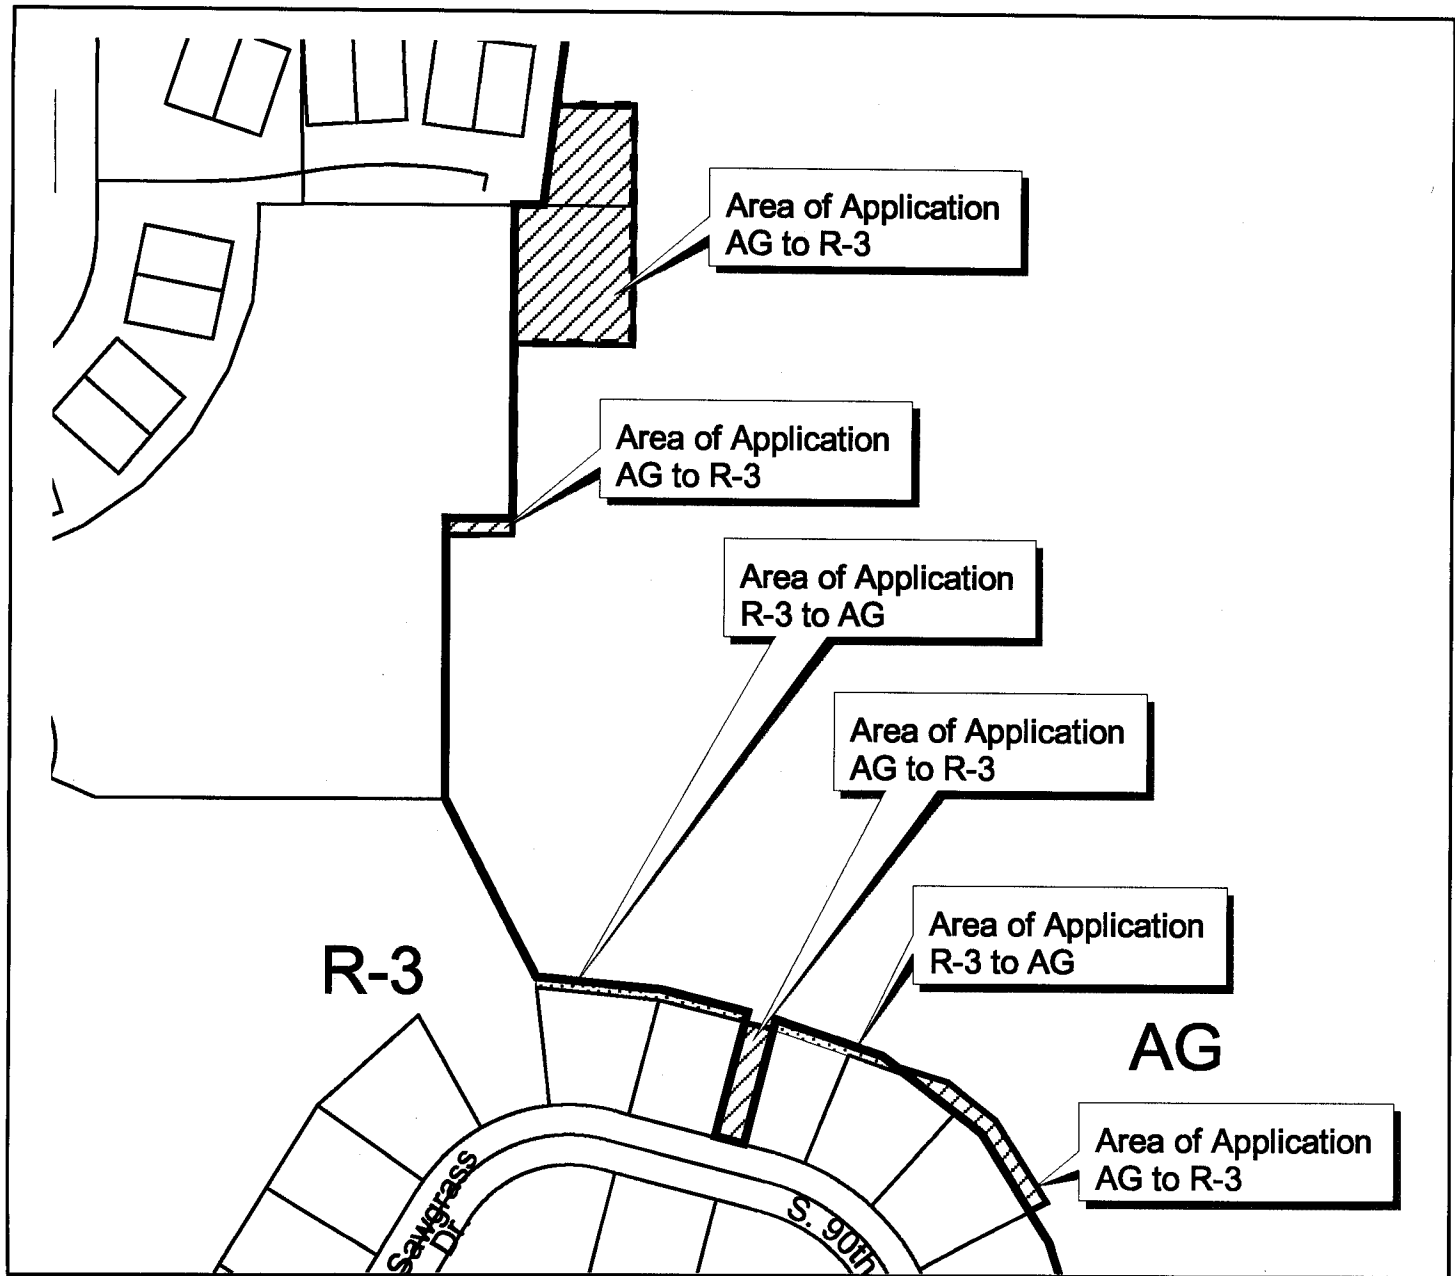 Area of Application
AG to R-3
Area of Application
AG to R-3
Area of Application
R-3 to AG
Area of Application
AG to R-3
Area of Application
R-3 to AG
R-3
AG
Area of Application
AG to R-3
Sawgrass
Dr.
S. 90th